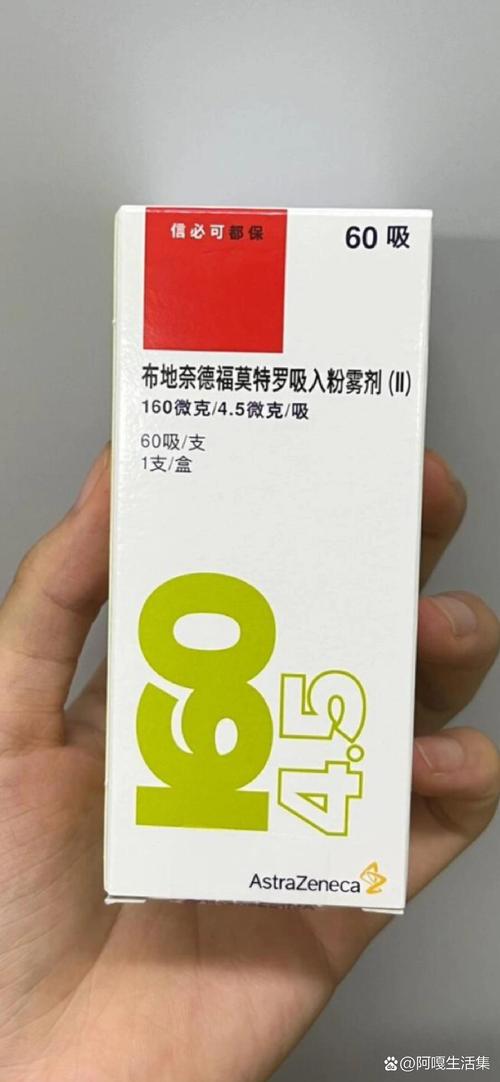 信必可都保
60 吸
布地奈德福莫特罗吸入粉雾剂 (II)
160微克/4.5微克/吸
60吸/支
1支/盒
160
4.5
AstraZeneca
@阿嘎生活集